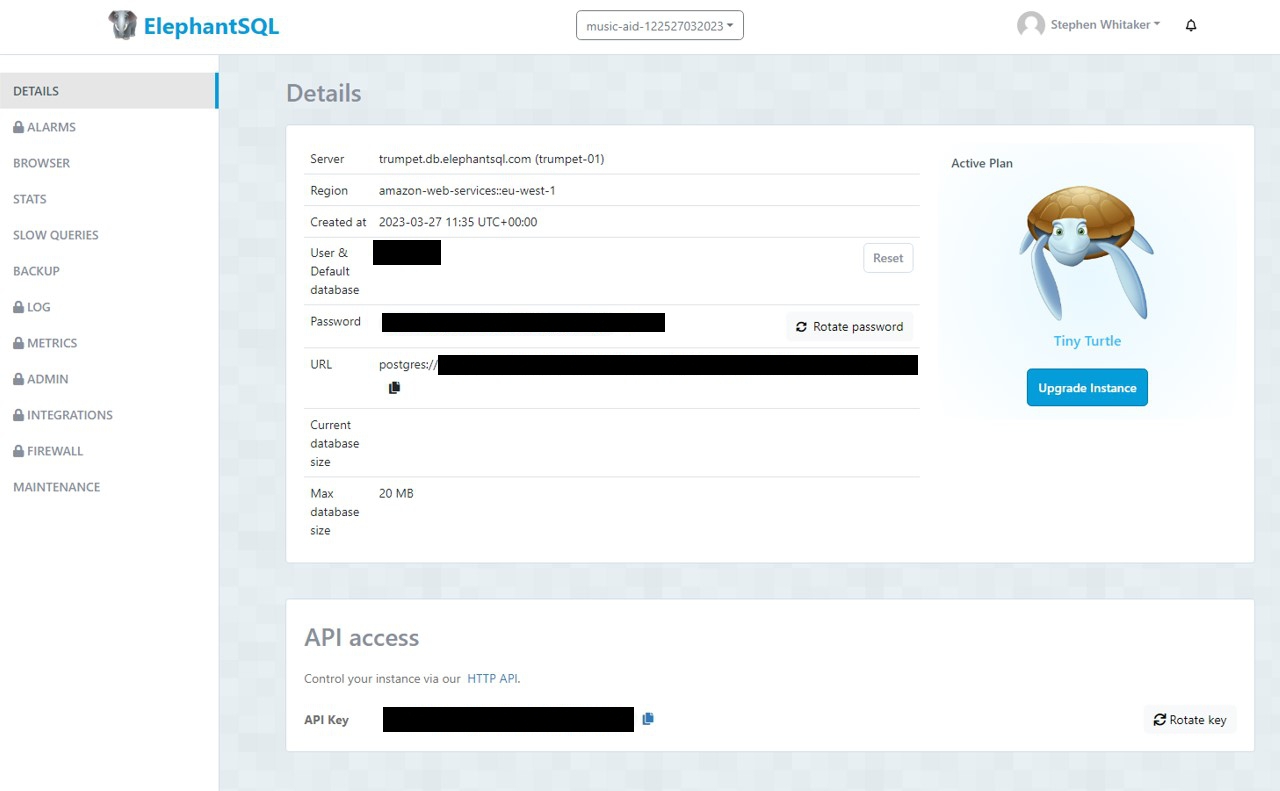 ElephantSQL
music-aid-122527032023
Stephen Whitaker
DETAILS
ALARMS
BROWSER
STATS
SLOW QUERIES
BACKUP
LOG
METRICS
ADMIN
INTEGRATIONS
FIREWALL
MAINTENANCE
Details
Server trumpet.db.elephantsql.com (trumpet-01)
Region amazon-web-services::eu-west-1
Created at 2023-03-27 11:35 UTC+00:00
User &
Default
database
Reset
Password
Rotate password
URL postgres://
Current
database
size
Max
database
size
20 MB
Active Plan
Tiny Turtle
Upgrade Instance
API access
Control your instance via our HTTP API.
API Key
Rotate key